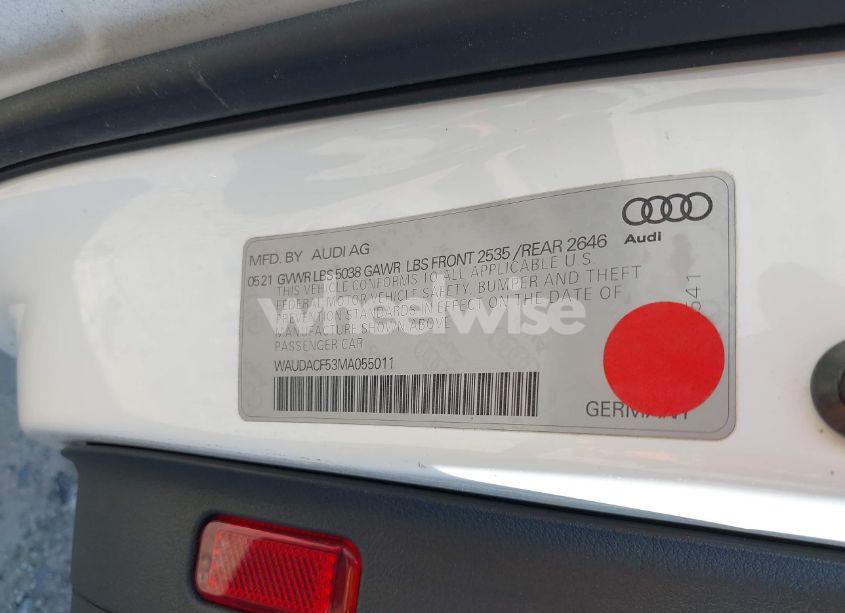 Audi
MFD. BY AUDI AG
05.21 GVWR LBS 5038 GAWR LBS FRONT 2535 /REAR 2646
THIS VEHICLE CONFORMS TO ALL APPLICABLE U.S.
FEDERAL MOTOR VEHICLE SAFETY, BUMPER AND THEFT
PREVENTION STANDARDS IN EFFECT ON THE DATE OF
MANUFACTURE SHOWN ABOVE
PASSENGER CAR
WAUDACF53MA055011
GERMANY
wheelwise